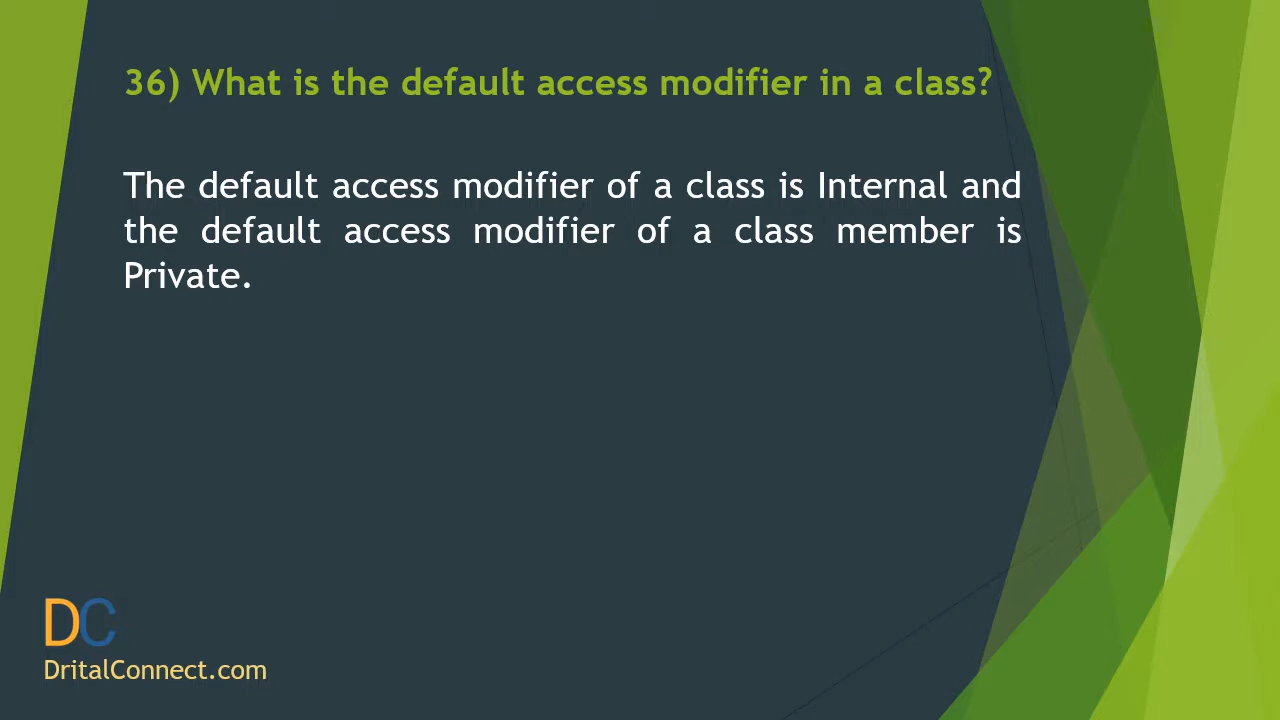 36) What is the default access modifier in a class?
The default access modifier of a class is Internal and
the default access modifier of a class member is
Private.
DC
DritalConnect.com